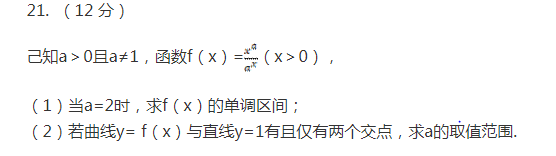 21. （12分）
己知a＞0且a≠1，函数f（x）=x^a/a^x（x＞0），
（1）当a=2时，求f（x）的单调区间；
（2）若曲线y= f（x）与直线y=1有且仅有两个交点，求a的取值范围.